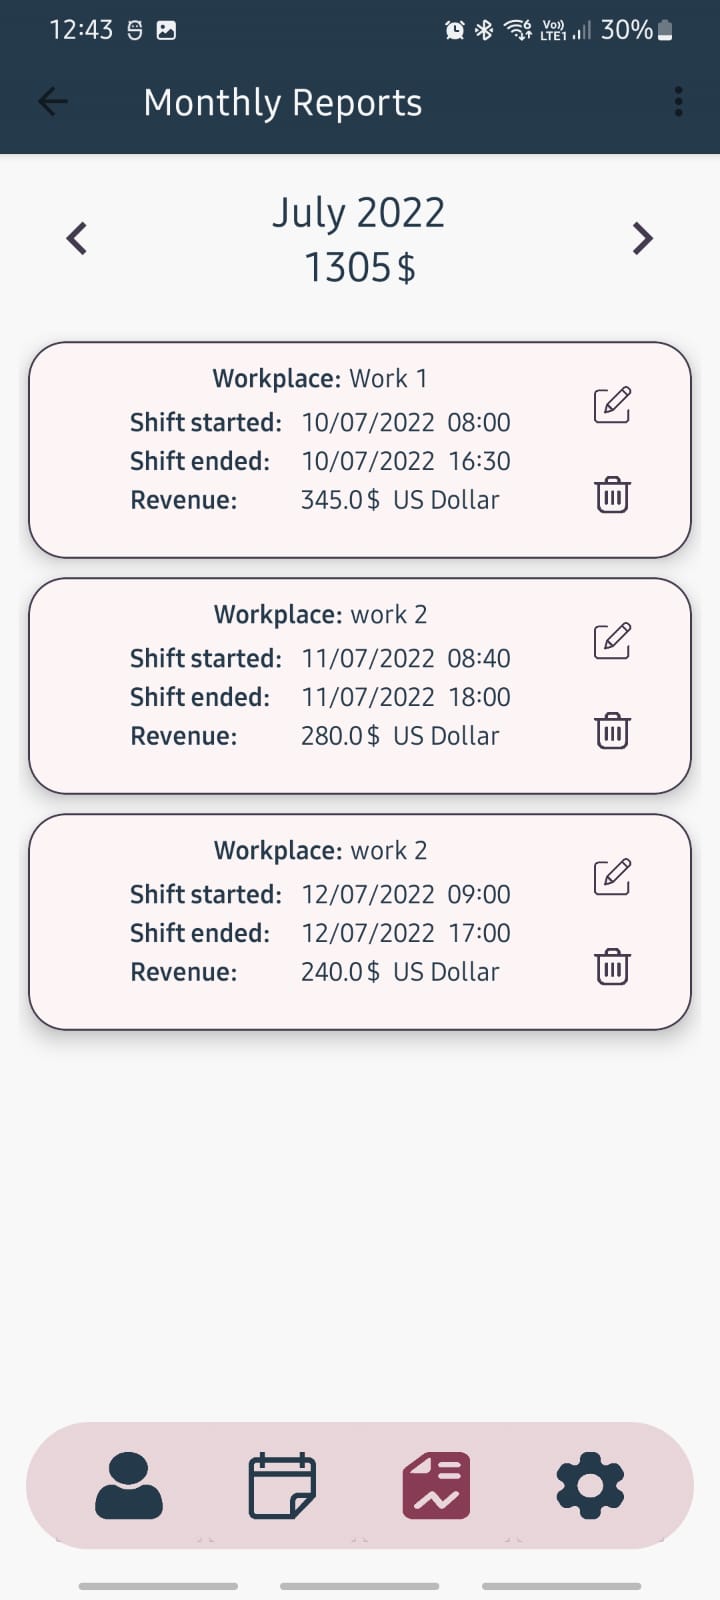 12:43 Vo)) LTE1 30%
Monthly Reports
July 2022
1305 $
Workplace: Work 1
Shift started: 10/07/2022 08:00
Shift ended: 10/07/2022 16:30
Revenue: 345.0 $ US Dollar
Workplace: work 2
Shift started: 11/07/2022 08:40
Shift ended: 11/07/2022 18:00
Revenue: 280.0 $ US Dollar
Workplace: work 2
Shift started: 12/07/2022 09:00
Shift ended: 12/07/2022 17:00
Revenue: 240.0 $ US Dollar